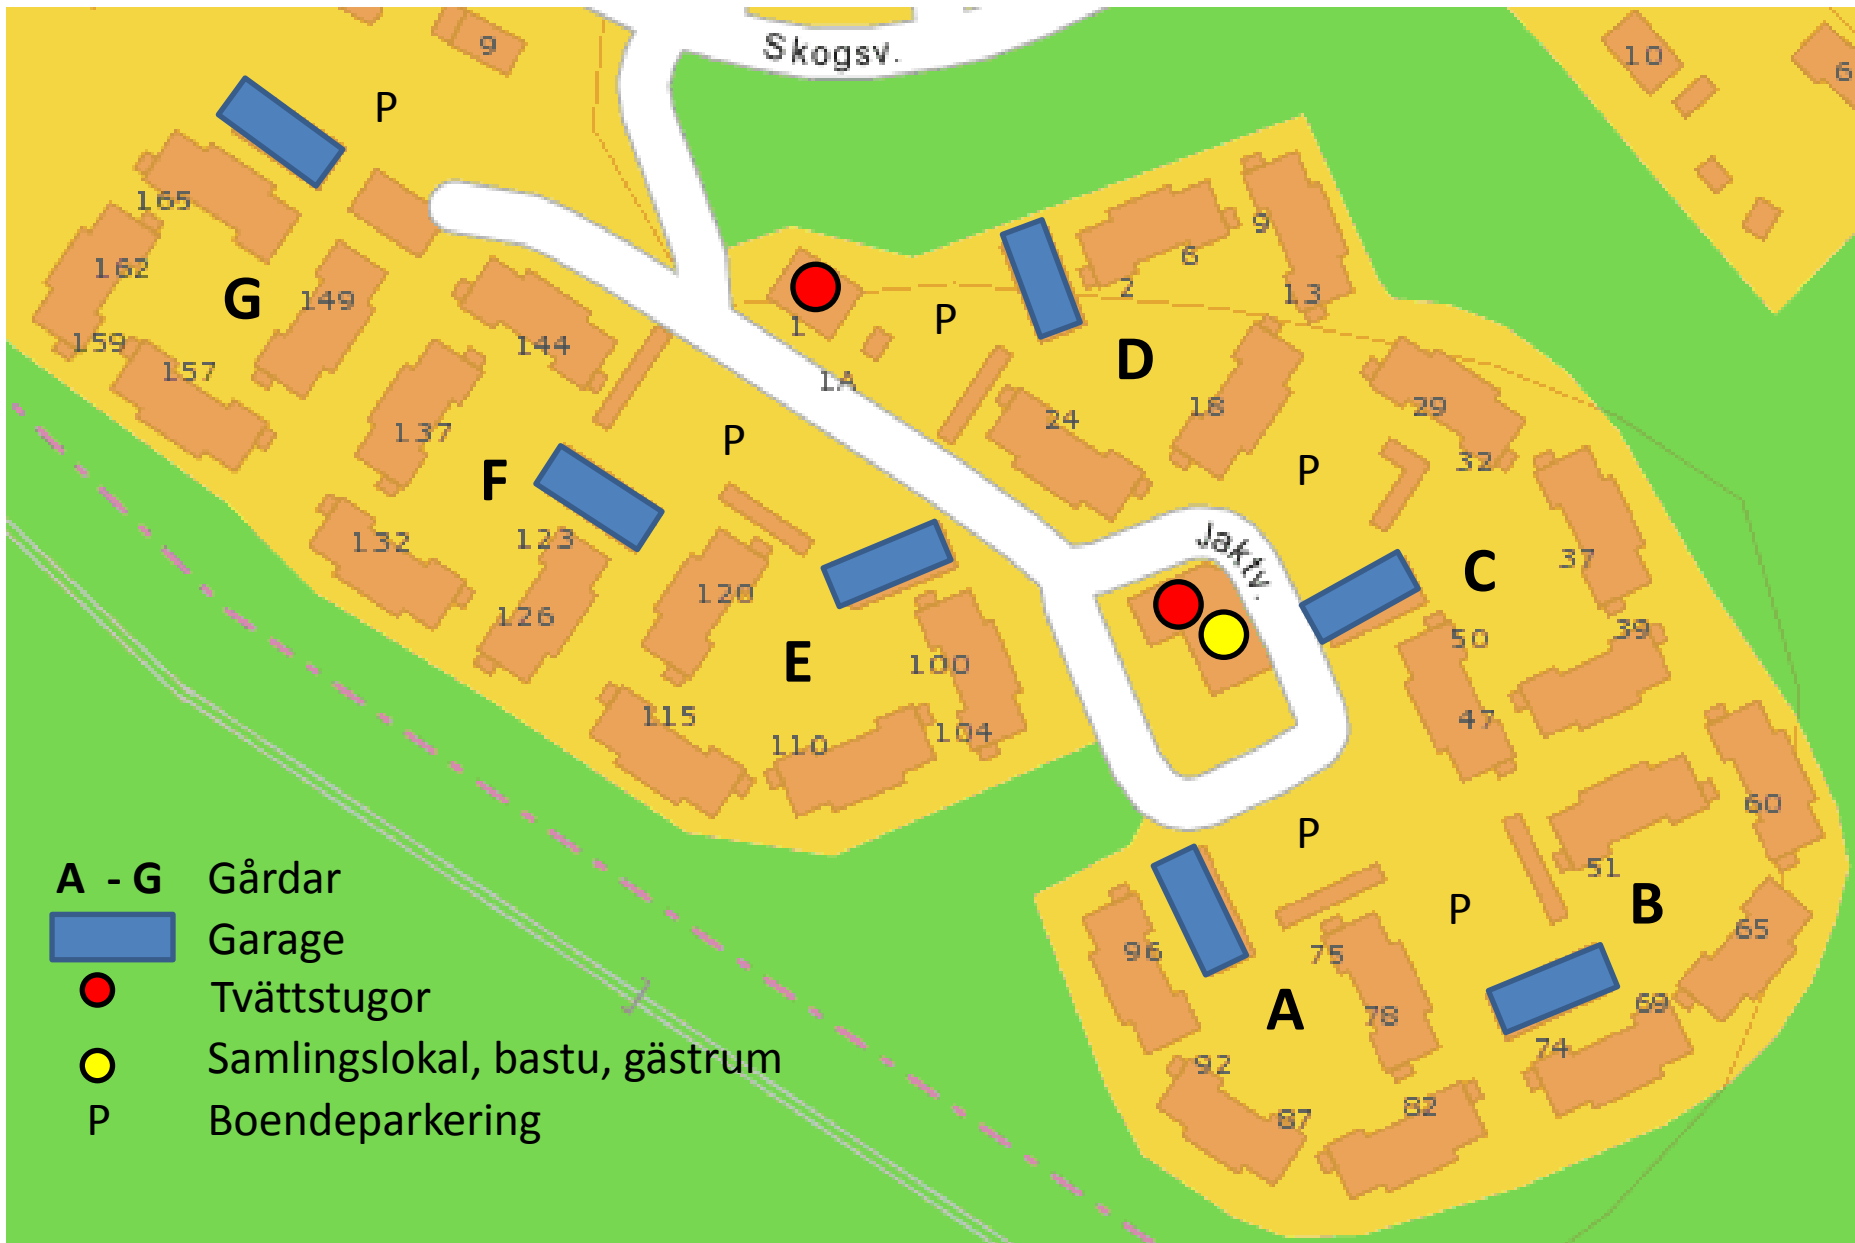 Skogsv.
9
10
6
P
165
162
G
149
159
157
144
137
F
P
132
123
126
120
E
115
110
100
104
1
1A
P
2
6
9
13
D
24
18
P
29
32
C
37
39
50
47
Jaktv.
P
51
60
B
P
65
69
74
75
78
A
96
92
87
82
A - G Gårdar
Garage
Tvättstugor
Samlingslokal, bastu, gästrum
P Boendeparkering